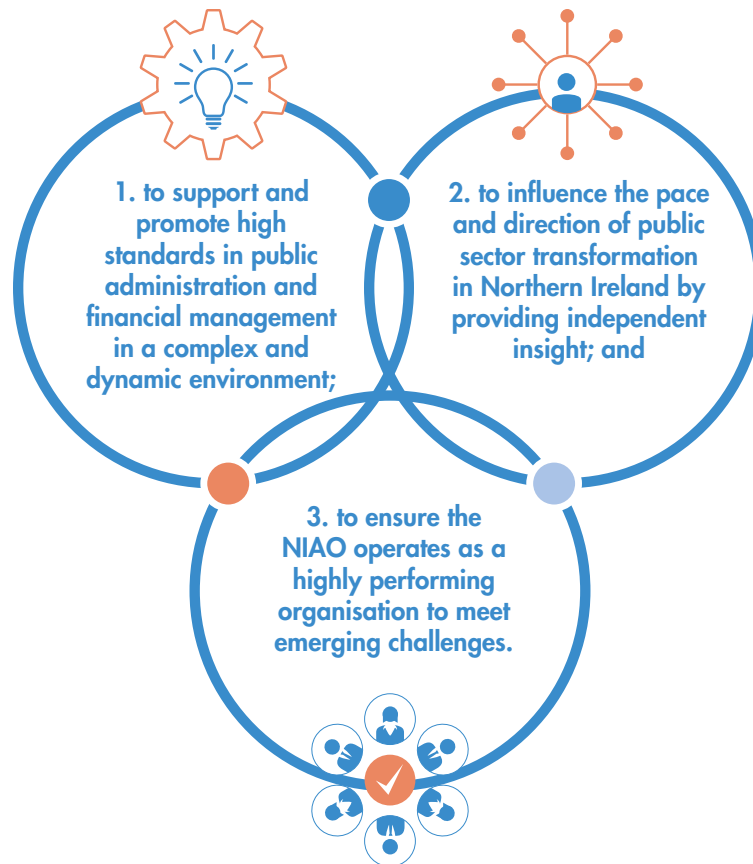 1. to support and
promote high
standards in public
administration and
financial management
in a complex and
dynamic environment;
2. to influence the pace
and direction of public
sector transformation
in Northern Ireland by
providing independent
insight; and
3. to ensure the
NIAO operates as a
highly performing
organisation to meet
emerging challenges.